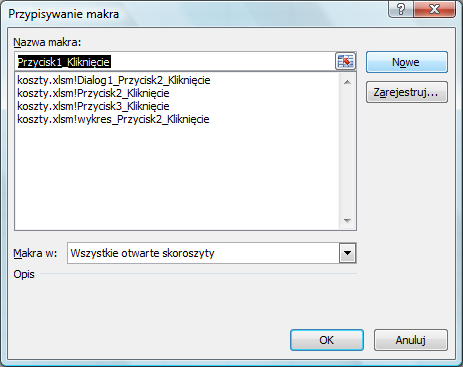 Przypisywanie makra
Nazwa makra:
Przycisk1_Kliknięcie
Nowe
koszty.xlsm!Dialog1_Przycisk2_Kliknięcie
koszty.xlsm!Przycisk2_Kliknięcie
koszty.xlsm!Przycisk3_Kliknięcie
koszty.xlsm!wykres_Przycisk2_Kliknięcie
Zarejestruj...
Makra w:
Wszystkie otwarte skoroszyty
Opis
OK
Anuluj